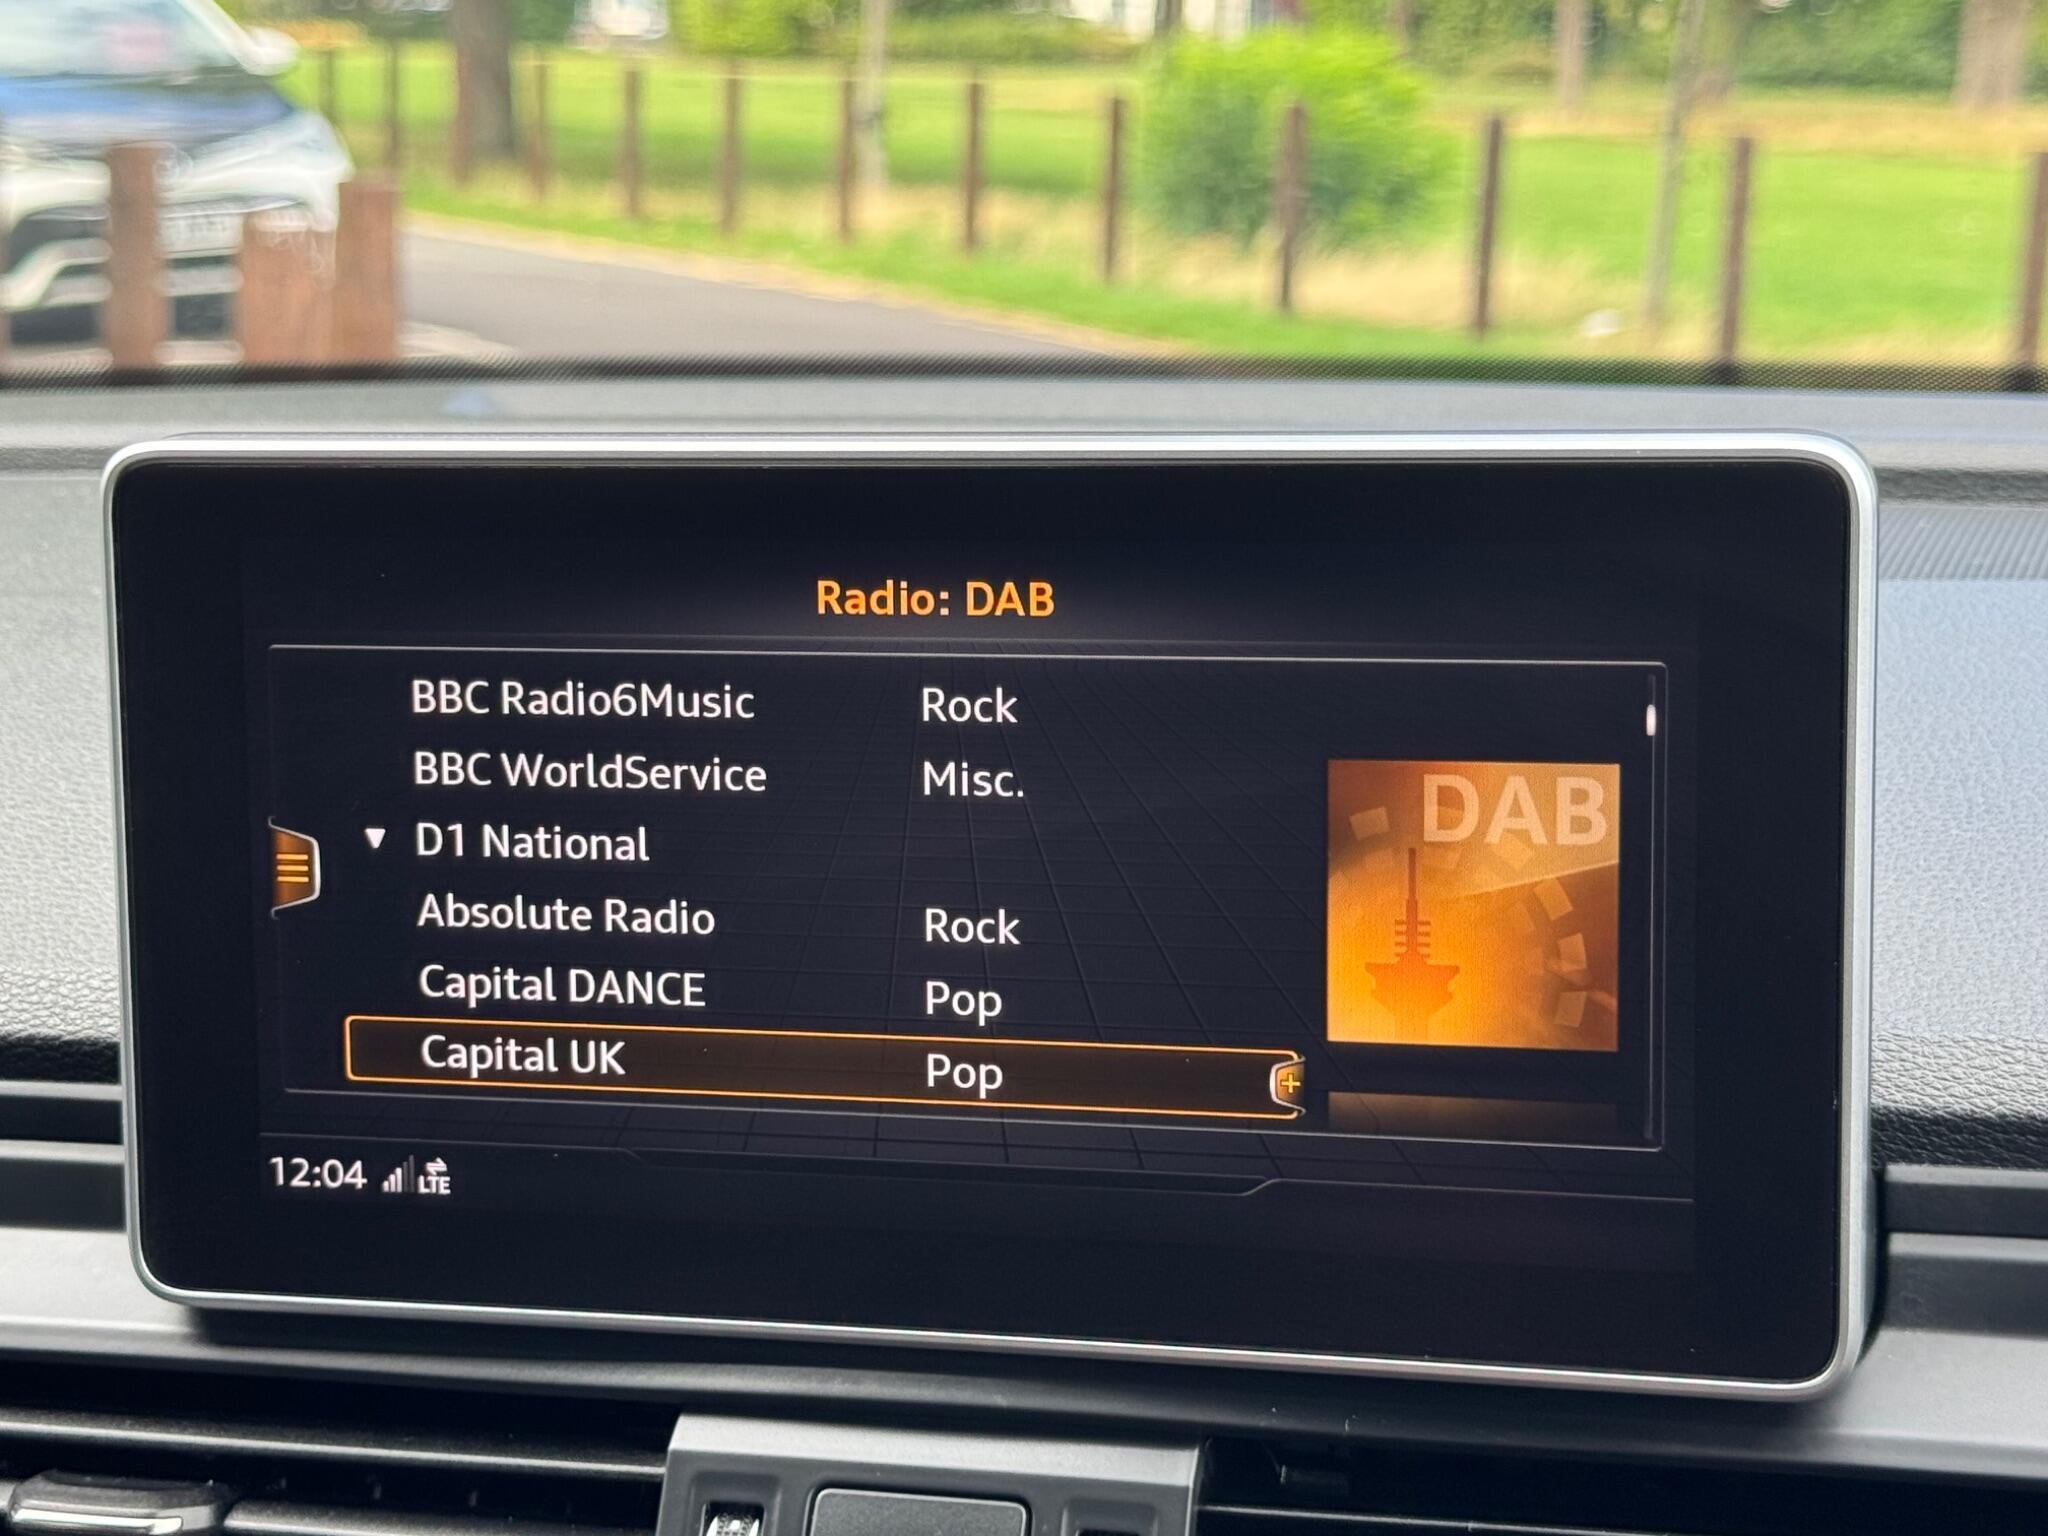 Radio: DAB
BBC Radio6Music Rock
BBC WorldService Misc.
D1 National
Absolute Radio Rock
Capital DANCE Pop
Capital UK Pop
DAB
12:04 LTE